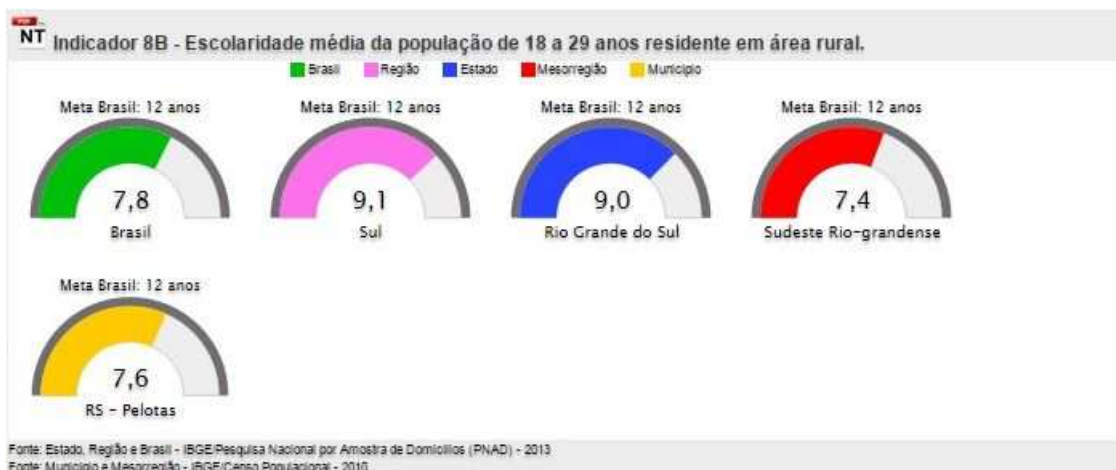 PDF
NT Indicador 8B - Escolaridade média da população de 18 a 29 anos residente em área rural.
Brasil Região Estado Mesorregião Município
Meta Brasil: 12 anos Meta Brasil: 12 anos Meta Brasil: 12 anos Meta Brasil: 12 anos
7,8 9,1 9,0 7,4
Brasil Sul Rio Grande do Sul Sudeste Rio-grandense
Meta Brasil: 12 anos
7,6
RS - Pelotas
Fonte: Estado, Região e Brasil - IBGE/Pesquisa Nacional por Amostra de Domicílios (PNAD) - 2013
Fonte: Município e Mesorregião - IBGE/Censo Populacional - 2010